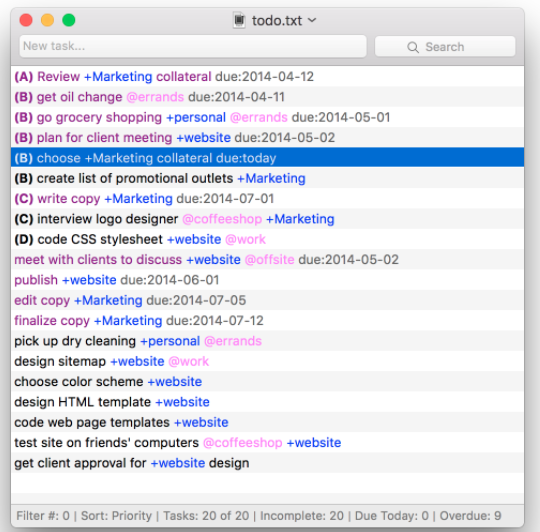 todo.txt
New task...
Search
(A) Review +Marketing collateral due:2014-04-12
(B) get oil change @errands due:2014-04-11
(B) go grocery shopping +personal @errands due:2014-05-01
(B) plan for client meeting +website due:2014-05-02
(B) choose +Marketing collateral due:today
(B) create list of promotional outlets +Marketing
(C) write copy +Marketing due:2014-07-01
(C) interview logo designer @coffeeshop +Marketing
(D) code CSS stylesheet +website @work
meet with clients to discuss +website @offsite due:2014-05-02
publish +website due:2014-06-01
edit copy +Marketing due:2014-07-05
finalize copy +Marketing due:2014-07-12
pick up dry cleaning +personal @errands
design sitemap +website @work
choose color scheme +website
design HTML template +website
code web page templates +website
test site on friends' computers @coffeeshop +website
get client approval for +website design
Filter #: 0 | Sort: Priority | Tasks: 20 of 20 | Incomplete: 20 | Due Today: 0 | Overdue: 9